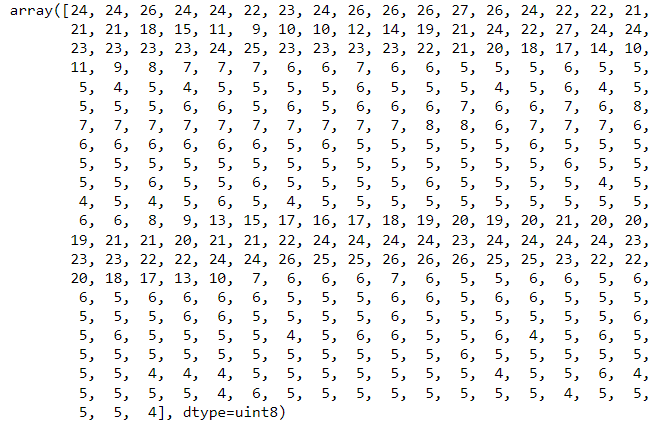 array([24, 24, 26, 24, 24, 22, 23, 24, 26, 26, 26, 27, 26, 24, 22, 22, 21,
21, 21, 18, 15, 11, 9, 10, 10, 12, 14, 19, 21, 24, 22, 27, 24, 24,
23, 23, 23, 23, 24, 25, 23, 23, 23, 23, 22, 21, 20, 18, 17, 14, 10,
11, 9, 8, 7, 7, 7, 6, 6, 7, 6, 6, 5, 5, 5, 6, 5, 5,
5, 4, 5, 4, 5, 5, 5, 5, 6, 5, 5, 5, 4, 5, 6, 4, 5,
5, 5, 5, 6, 6, 5, 6, 5, 6, 6, 6, 7, 6, 6, 7, 6, 8,
7, 7, 7, 7, 7, 7, 7, 7, 7, 7, 8, 8, 6, 7, 7, 7, 6,
6, 6, 6, 6, 6, 6, 5, 6, 5, 5, 5, 5, 5, 6, 5, 5, 5,
5, 5, 5, 5, 5, 5, 5, 5, 5, 5, 5, 5, 5, 6, 5, 5,
5, 5, 6, 5, 5, 6, 5, 5, 5, 5, 6, 5, 5, 5, 5, 4, 5,
4, 5, 4, 5, 6, 5, 4, 5, 5, 5, 5, 5, 5, 5, 5, 5, 5,
6, 6, 8, 9, 13, 15, 17, 16, 17, 18, 19, 20, 19, 20, 21, 20, 20,
19, 21, 21, 20, 21, 21, 22, 24, 24, 24, 24, 23, 24, 24, 24, 24, 23,
23, 23, 22, 22, 24, 24, 26, 25, 25, 26, 26, 26, 25, 25, 23, 22, 22,
20, 18, 17, 13, 10, 7, 6, 6, 6, 7, 6, 5, 5, 6, 6, 5, 6,
6, 5, 6, 6, 6, 6, 5, 5, 5, 6, 6, 5, 6, 6, 5, 5, 5,
5, 5, 5, 6, 6, 5, 5, 5, 5, 6, 5, 5, 5, 5, 5, 5, 6,
5, 6, 5, 5, 5, 5, 4, 5, 6, 6, 5, 5, 6, 4, 5, 6, 5,
5, 5, 5, 5, 5, 5, 5, 5, 5, 5, 5, 6, 5, 5, 5, 5, 5,
5, 5, 4, 4, 4, 5, 5, 5, 5, 5, 5, 5, 4, 5, 5, 6, 4,
5, 5, 5, 5, 4, 6, 5, 5, 5, 5, 5, 5, 5, 5, 4, 5, 5,
5, 5, 4], dtype=uint8)